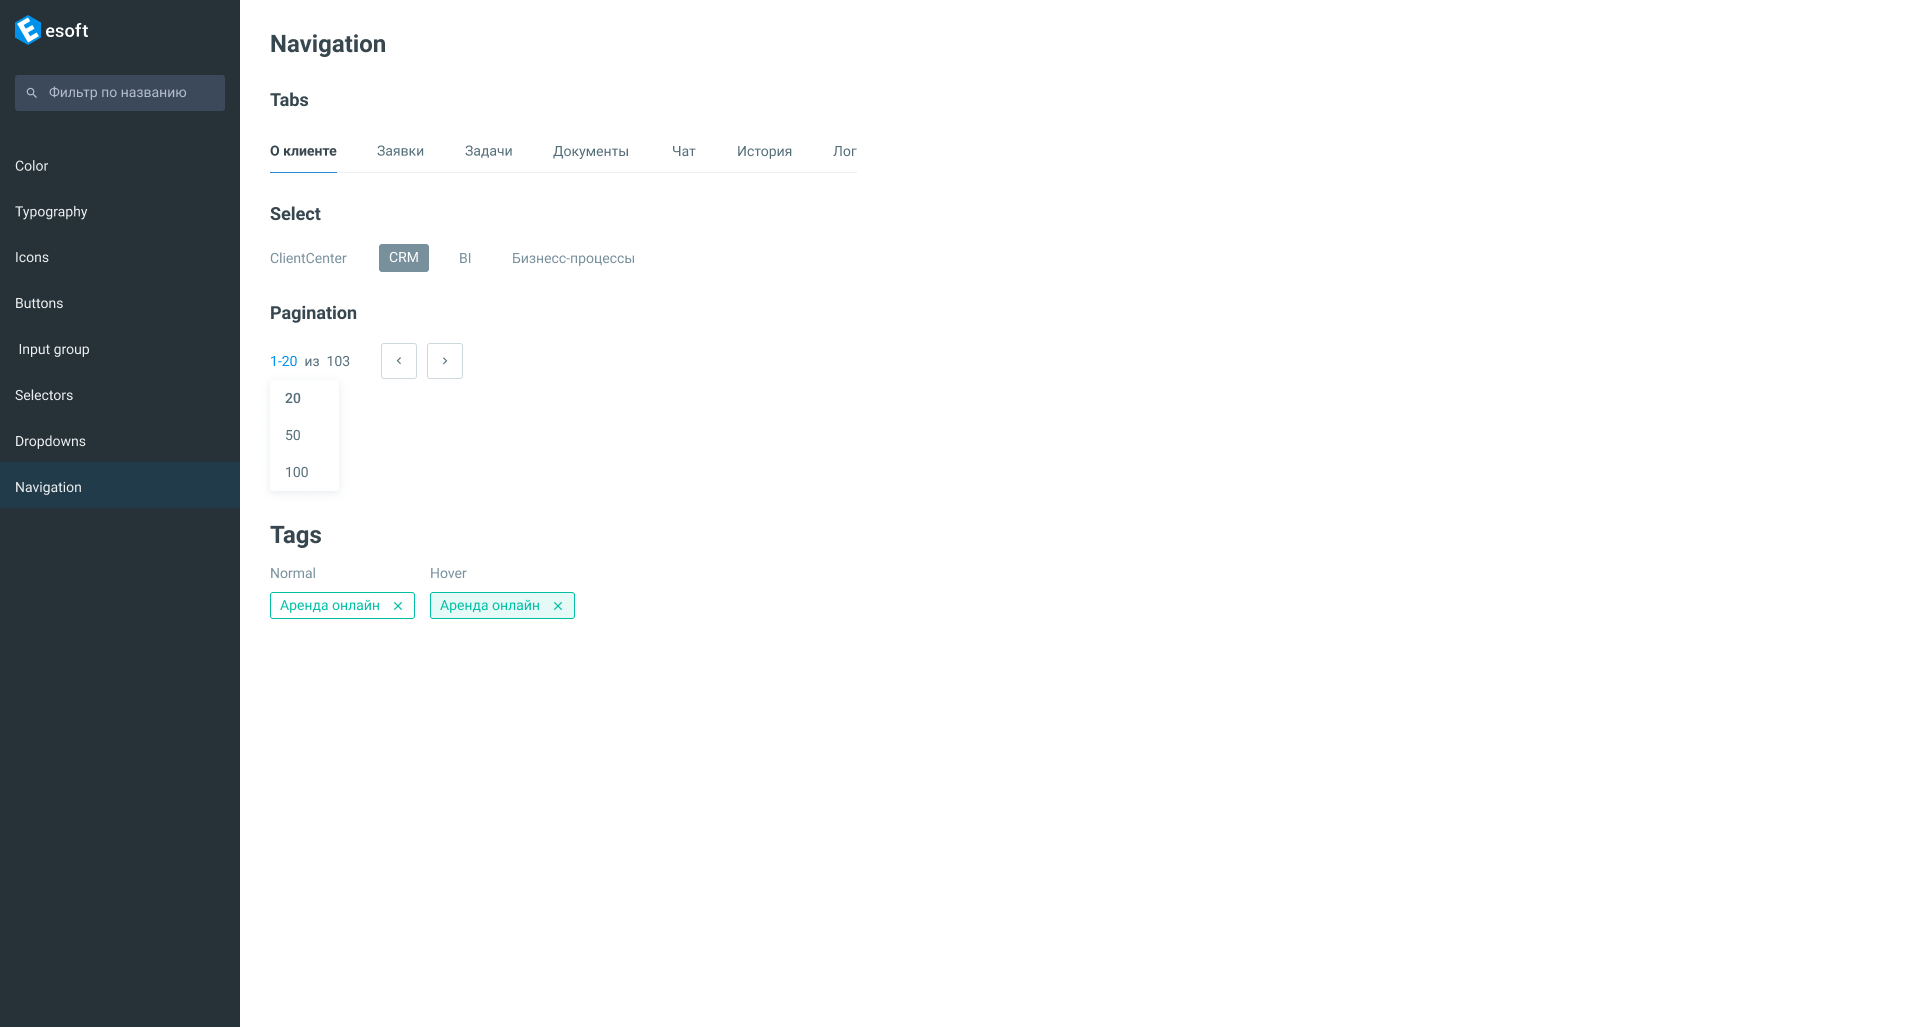 esoft
Фильтр по названию
Color
Typography
Icons
Buttons
Input group
Selectors
Dropdowns
Navigation
Navigation
Tabs
О клиенте Заявки Задачи Документы Чат История Лог
Select
ClientCenter CRM BI Бизнесс-процессы
Pagination
1-20 из 103
20
50
100
Tags
Normal Hover
Аренда онлайн Аренда онлайн